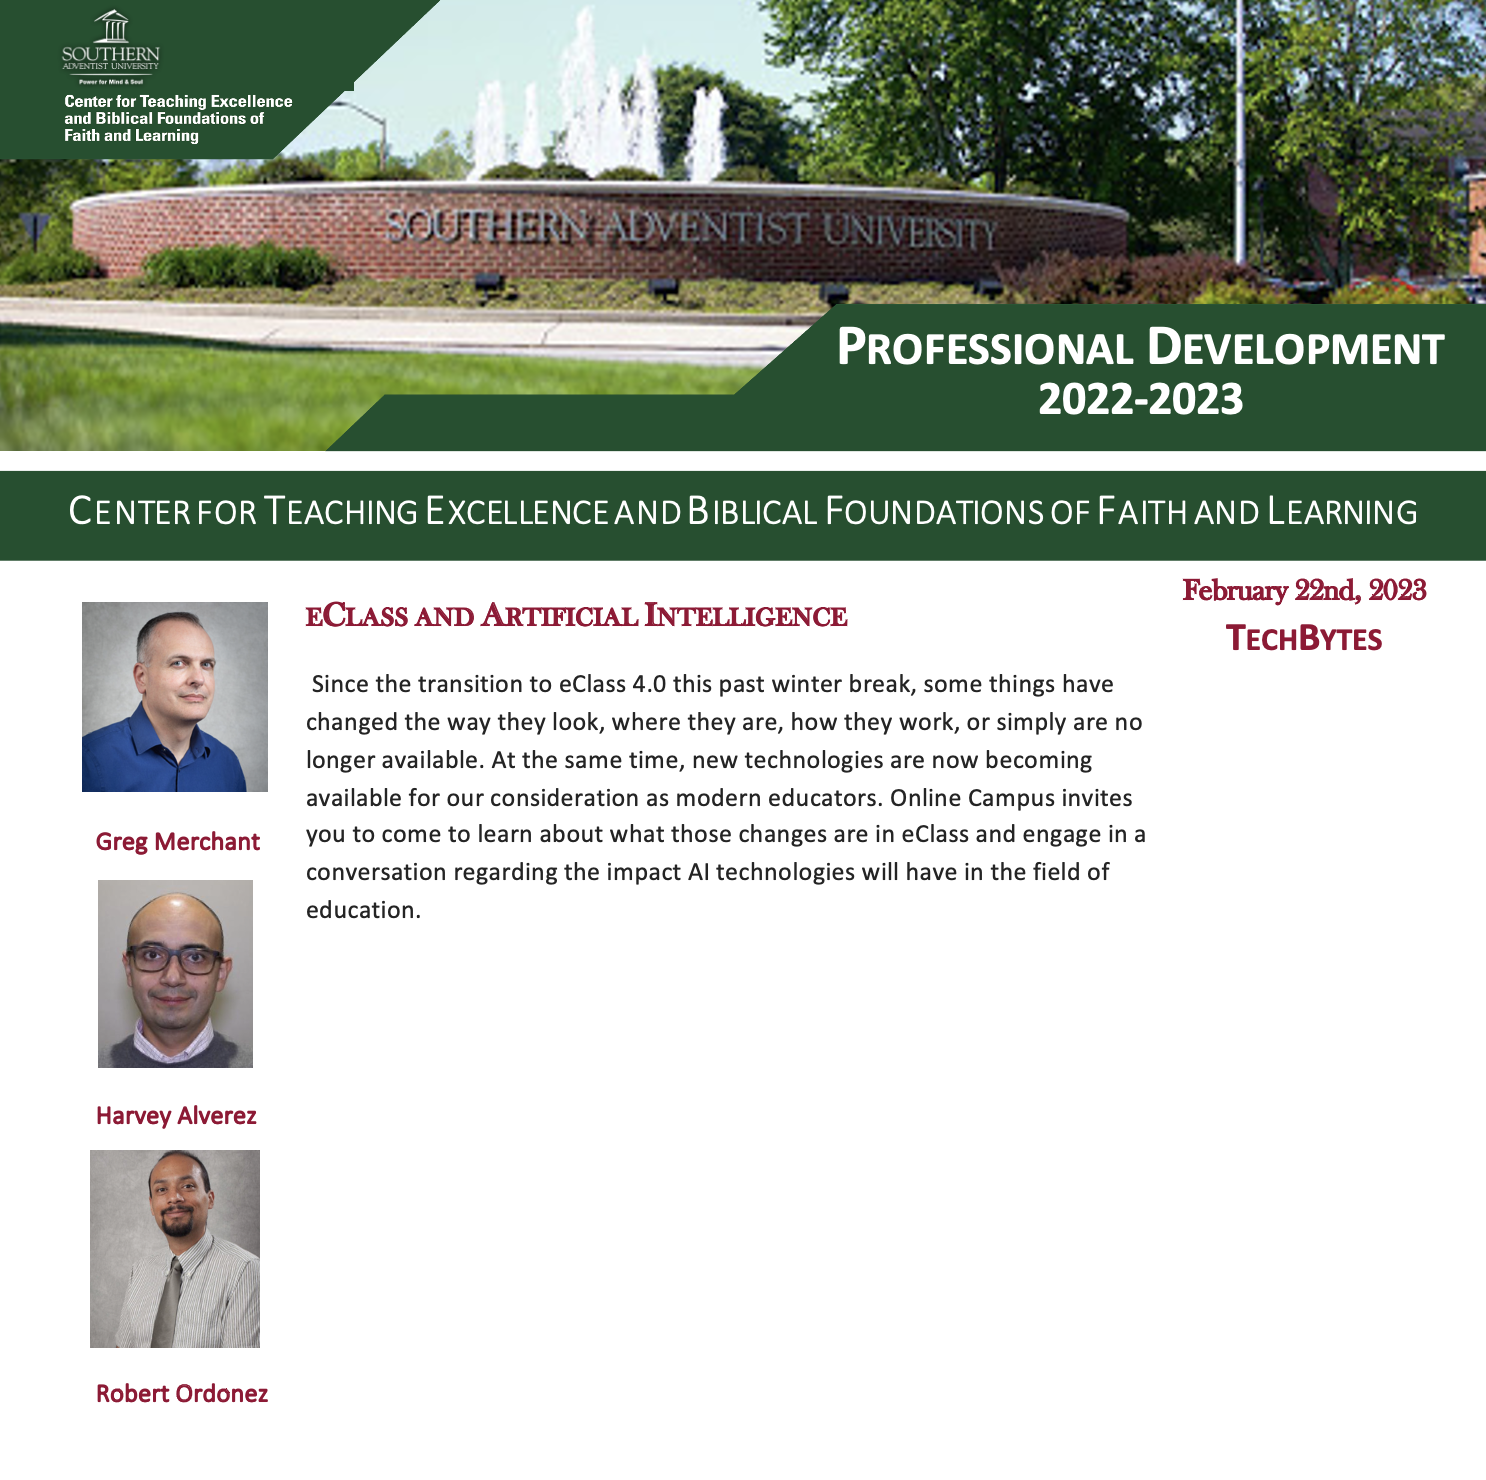 SOUTHERN
ADVENTIST UNIVERSITY
Power for Mind & Soul
Center for Teaching Excellence
and Biblical Foundations of
Faith and Learning
SOUTHERN ADVENTIST UNIVERSITY
PROFESSIONAL DEVELOPMENT
2022-2023
CENTER FOR TEACHING EXCELLENCE AND BIBLICAL FOUNDATIONS OF FAITH AND LEARNING
February 22nd, 2023
TECHBYTES
ECLASS AND ARTIFICIAL INTELLIGENCE
Since the transition to eClass 4.0 this past winter break, some things have
changed the way they look, where they are, how they work, or simply are no
longer available. At the same time, new technologies are now becoming
available for our consideration as modern educators. Online Campus invites
you to come to learn about what those changes are in eClass and engage in a
conversation regarding the impact AI technologies will have in the field of
education.
Greg Merchant
Harvey Alverez
Robert Ordonez